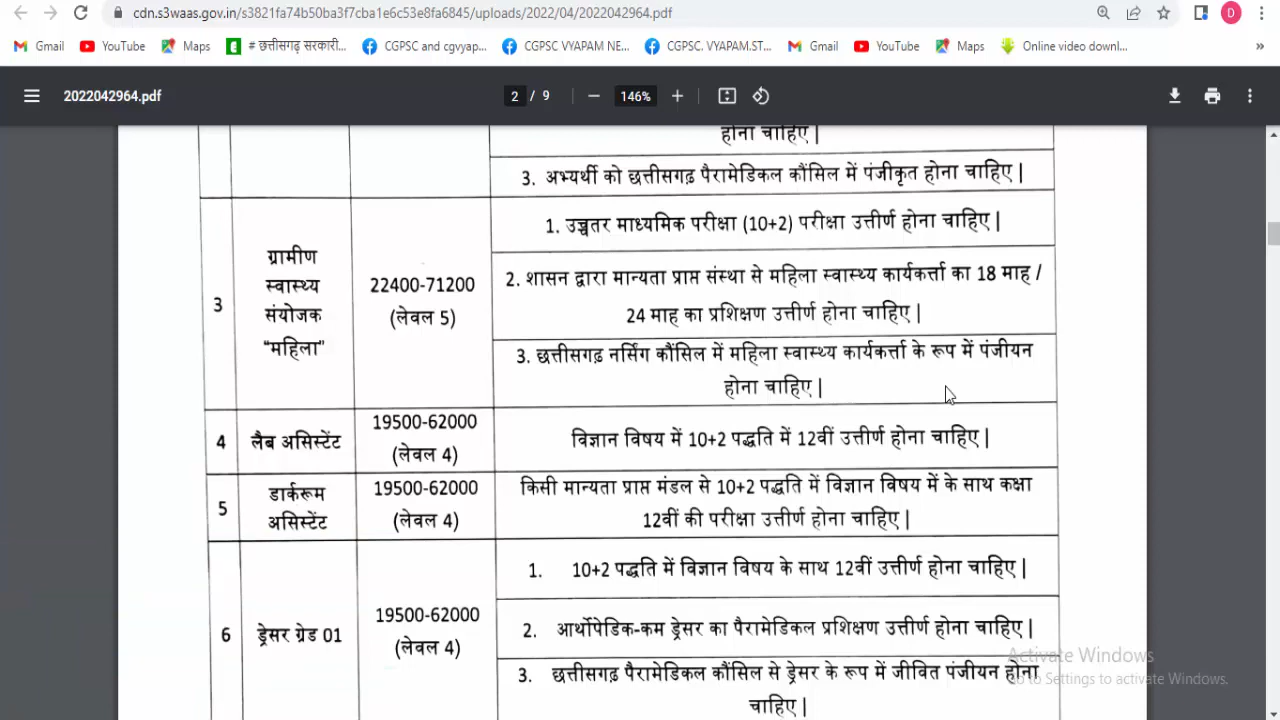 cdn.s3waas.gov.in/s3821fa74b50ba3f7cba1e6c53e8fa6845/uploads/2022/04/2022042964.pdf
D
Gmail YouTube Maps # छत्तीसगढ़ सरकारी... CGPSC and cgvyap... CGPSC VYAPAM NE... CGPSC. VYAPAM.ST... Gmail YouTube Maps Online video downl... »
2022042964.pdf 2 / 9 146%
होना चाहिए |
3. अभ्यर्थी को छत्तीसगढ़ पैरामेडिकल कौंसिल में पंजीकृत होना चाहिए |
3
ग्रामीण
स्वास्थ्य
संयोजक
"महिला"
22400-71200
(लेवल 5)
1. उच्चतर माध्यमिक परीक्षा (10+2) परीक्षा उत्तीर्ण होना चाहिए |
2. शासन द्वारा मान्यता प्राप्त संस्था से महिला स्वास्थ्य कार्यकर्त्ता का 18 माह /
24 माह का प्रशिक्षण उत्तीर्ण होना चाहिए |
3. छत्तीसगढ़ नर्सिंग कौंसिल में महिला स्वास्थ्य कार्यकर्त्ता के रूप में पंजीयन
होना चाहिए |
4
लैब असिस्टेंट
19500-62000
(लेवल 4)
विज्ञान विषय में 10+2 पद्धति में 12वीं उत्तीर्ण होना चाहिए |
5
डार्करूम
असिस्टेंट
19500-62000
(लेवल 4)
किसी मान्यता प्राप्त मंडल से 10+2 पद्धति में विज्ञान विषय में के साथ कक्षा
12वीं की परीक्षा उत्तीर्ण होना चाहिए |
6
ड्रेसर ग्रेड 01
19500-62000
(लेवल 4)
1. 10+2 पद्धति में विज्ञान विषय के साथ 12वीं उत्तीर्ण होना चाहिए |
2. आर्थोपेडिक-कम ड्रेसर का पैरामेडिकल प्रशिक्षण उत्तीर्ण होना चाहिए |
3. छत्तीसगढ़ पैरामेडिकल कौंसिल से ड्रेसर के रूप में जीवित पंजीयन होना
चाहिए |
Activate Windows
Go to Settings to activate Windows.